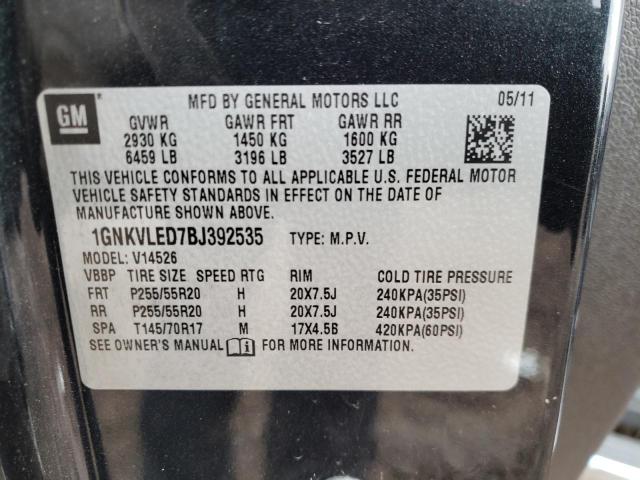 MFD BY GENERAL MOTORS LLC 05/11
GM
GVWR GAWR FRT GAWR RR
2930 KG 1450 KG 1600 KG
6459 LB 3196 LB 3527 LB
THIS VEHICLE CONFORMS TO ALL APPLICABLE U.S. FEDERAL MOTOR
VEHICLE SAFETY STANDARDS IN EFFECT ON THE DATE OF
MANUFACTURE SHOWN ABOVE.
1GNKVLED7BJ392535 TYPE: M.P.V.
MODEL: V14526
VBBP TIRE SIZE SPEED RTG RIM COLD TIRE PRESSURE
FRT P255/55R20 H 20X7.5J 240KPA(35PSI)
RR P255/55R20 H 20X7.5J 240KPA(35PSI)
SPA T145/70R17 M 17X4.5B 420KPA(60PSI)
SEE OWNER'S MANUAL FOR MORE INFORMATION.